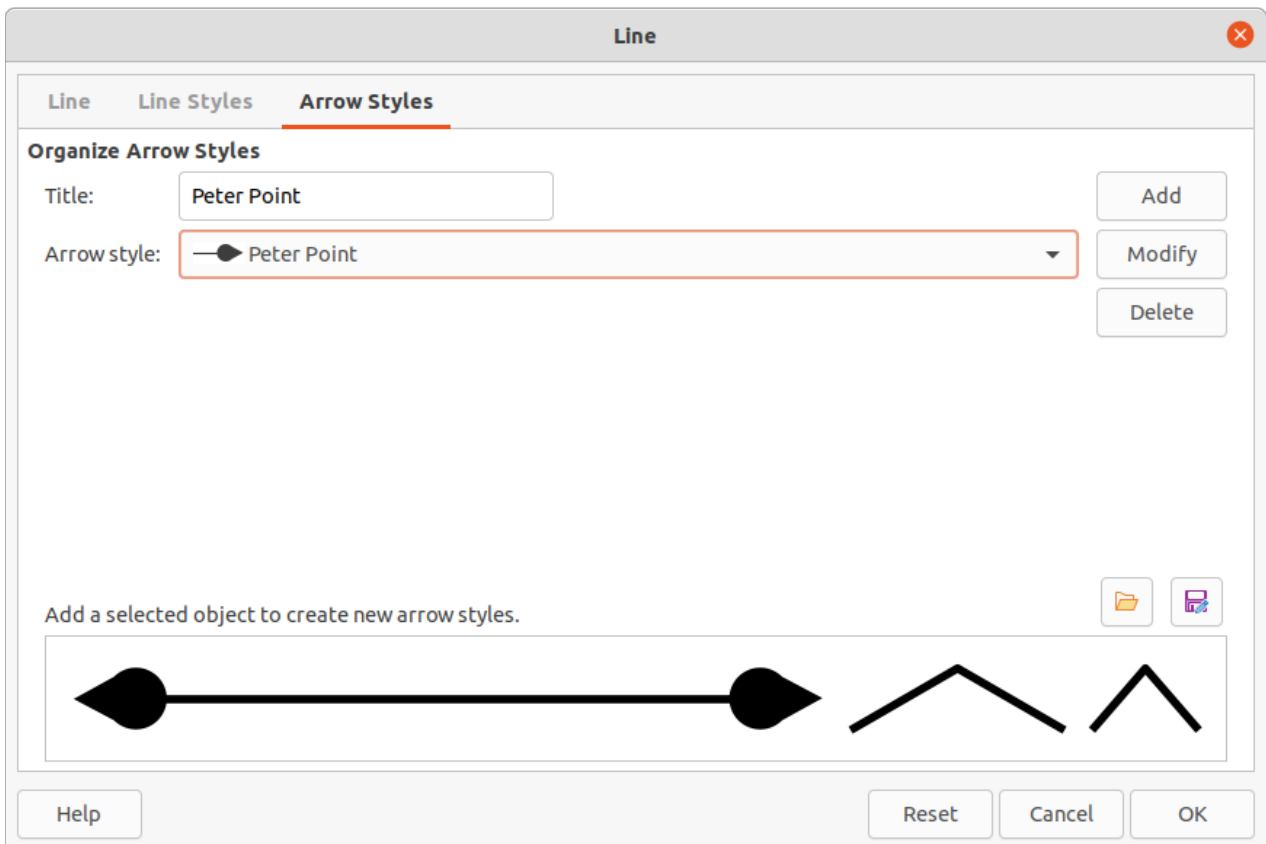 Line
Line Line Styles Arrow Styles
Organize Arrow Styles
Title: Peter Point Add
Arrow style: Peter Point Modify
Delete
Add a selected object to create new arrow styles.
Help Reset Cancel OK